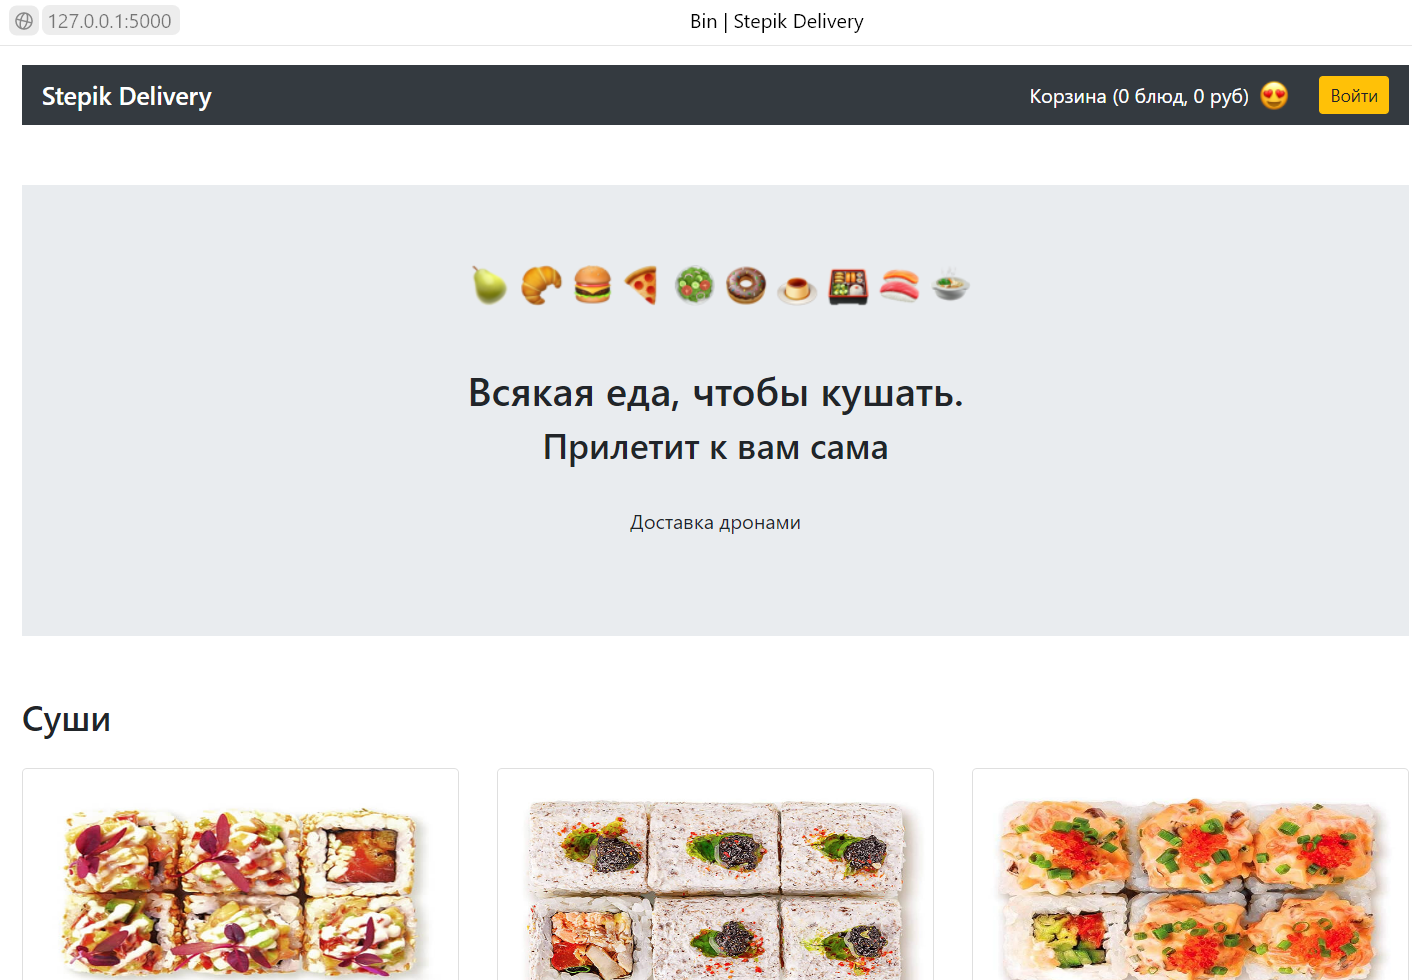 127.0.0.1:5000
Bin | Stepik Delivery
Stepik Delivery
Корзина (0 блюд, 0 руб) 😍
Войти
🍐 🥐 🍔 🍕 🥗 🍩 🍮 🍱 🍣 🍲
Всякая еда, чтобы кушать.
Прилетит к вам сама
Доставка дронами
Суши